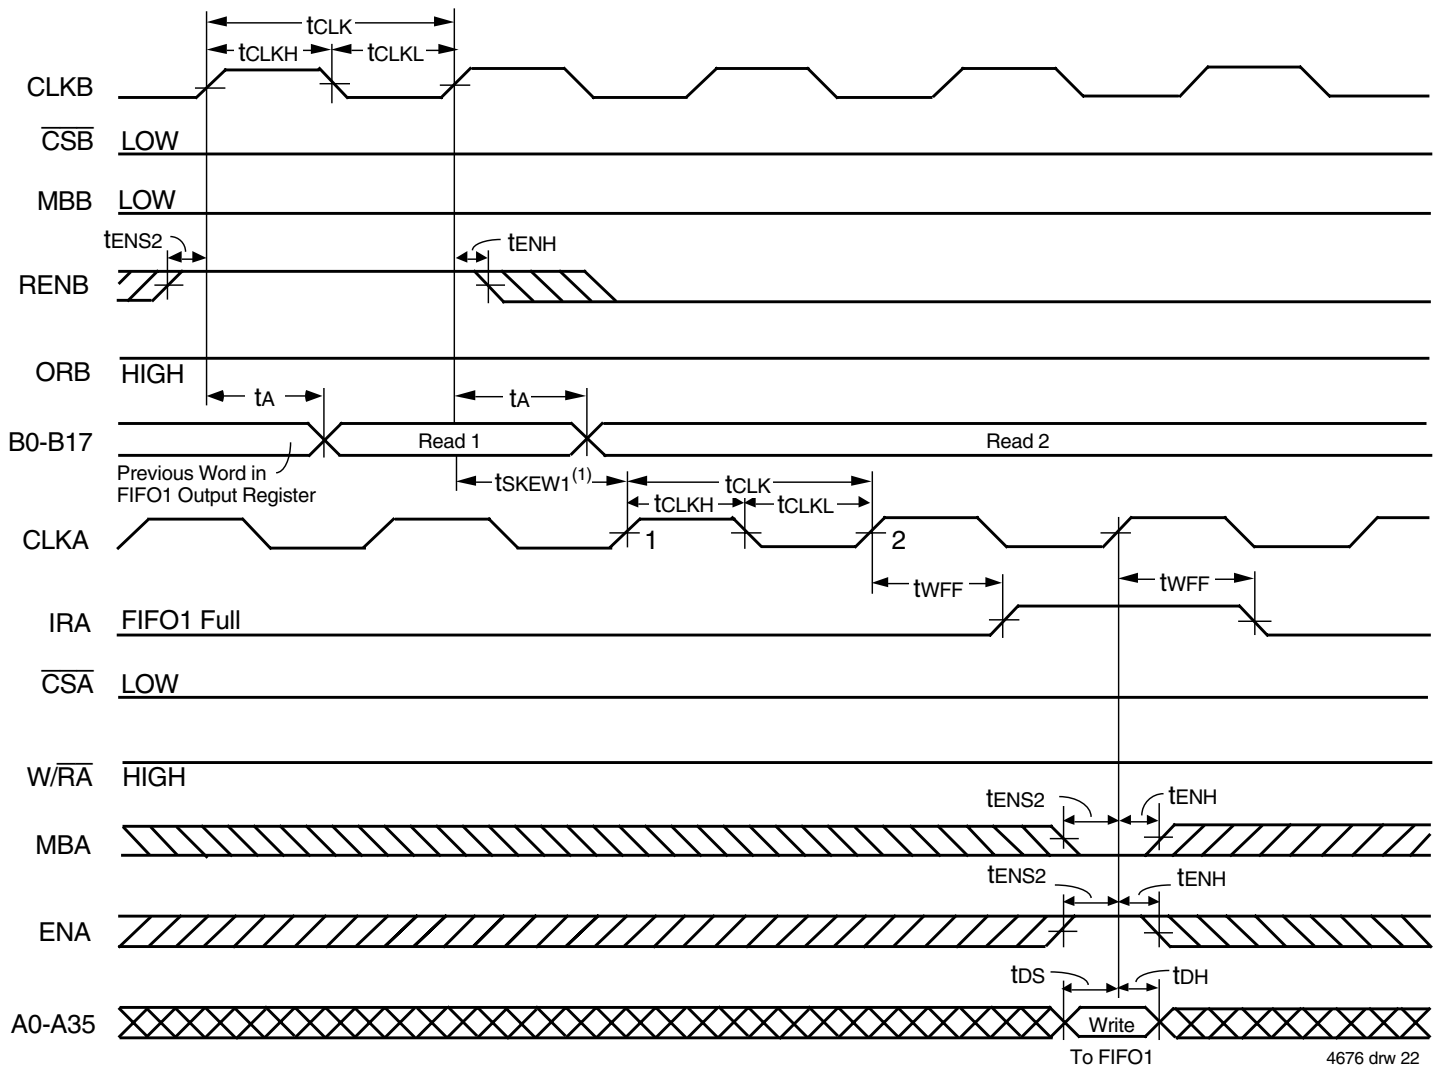 tCLK
tCLKH tCLKL
CLKB
CSB LOW
MBB LOW
tENS2 tENH
RENB
ORB HIGH
tA tA
B0-B17 Read 1 Read 2
Previous Word in
FIFO1 Output Register
tSKEW1(1) tCLK
tCLKH tCLKL
CLKA 1 2
tWFF tWFF
IRA FIFO1 Full
CSA LOW
W/RA HIGH
tENS2 tENH
MBA
tENS2 tENH
ENA
tDS tDH
A0-A35 Write
To FIFO1 4676 drw 22